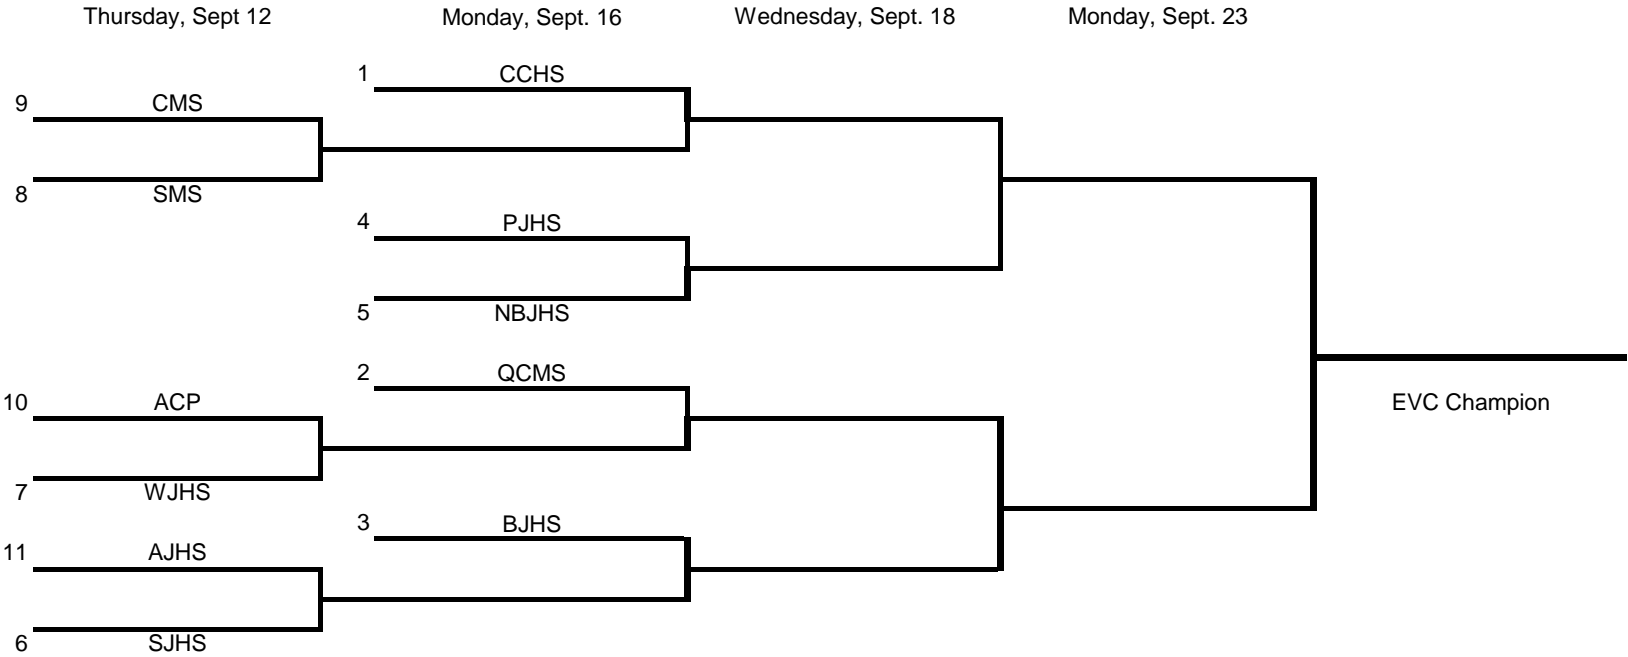 Thursday, Sept 12 Monday, Sept. 16 Wednesday, Sept. 18 Monday, Sept. 23
1 CCHS
9 CMS
8 SMS
4 PJHS
5 NBJHS
2 QCMS
10 ACP
EVC Champion
7 WJHS
3 BJHS
11 AJHS
6 SJHS